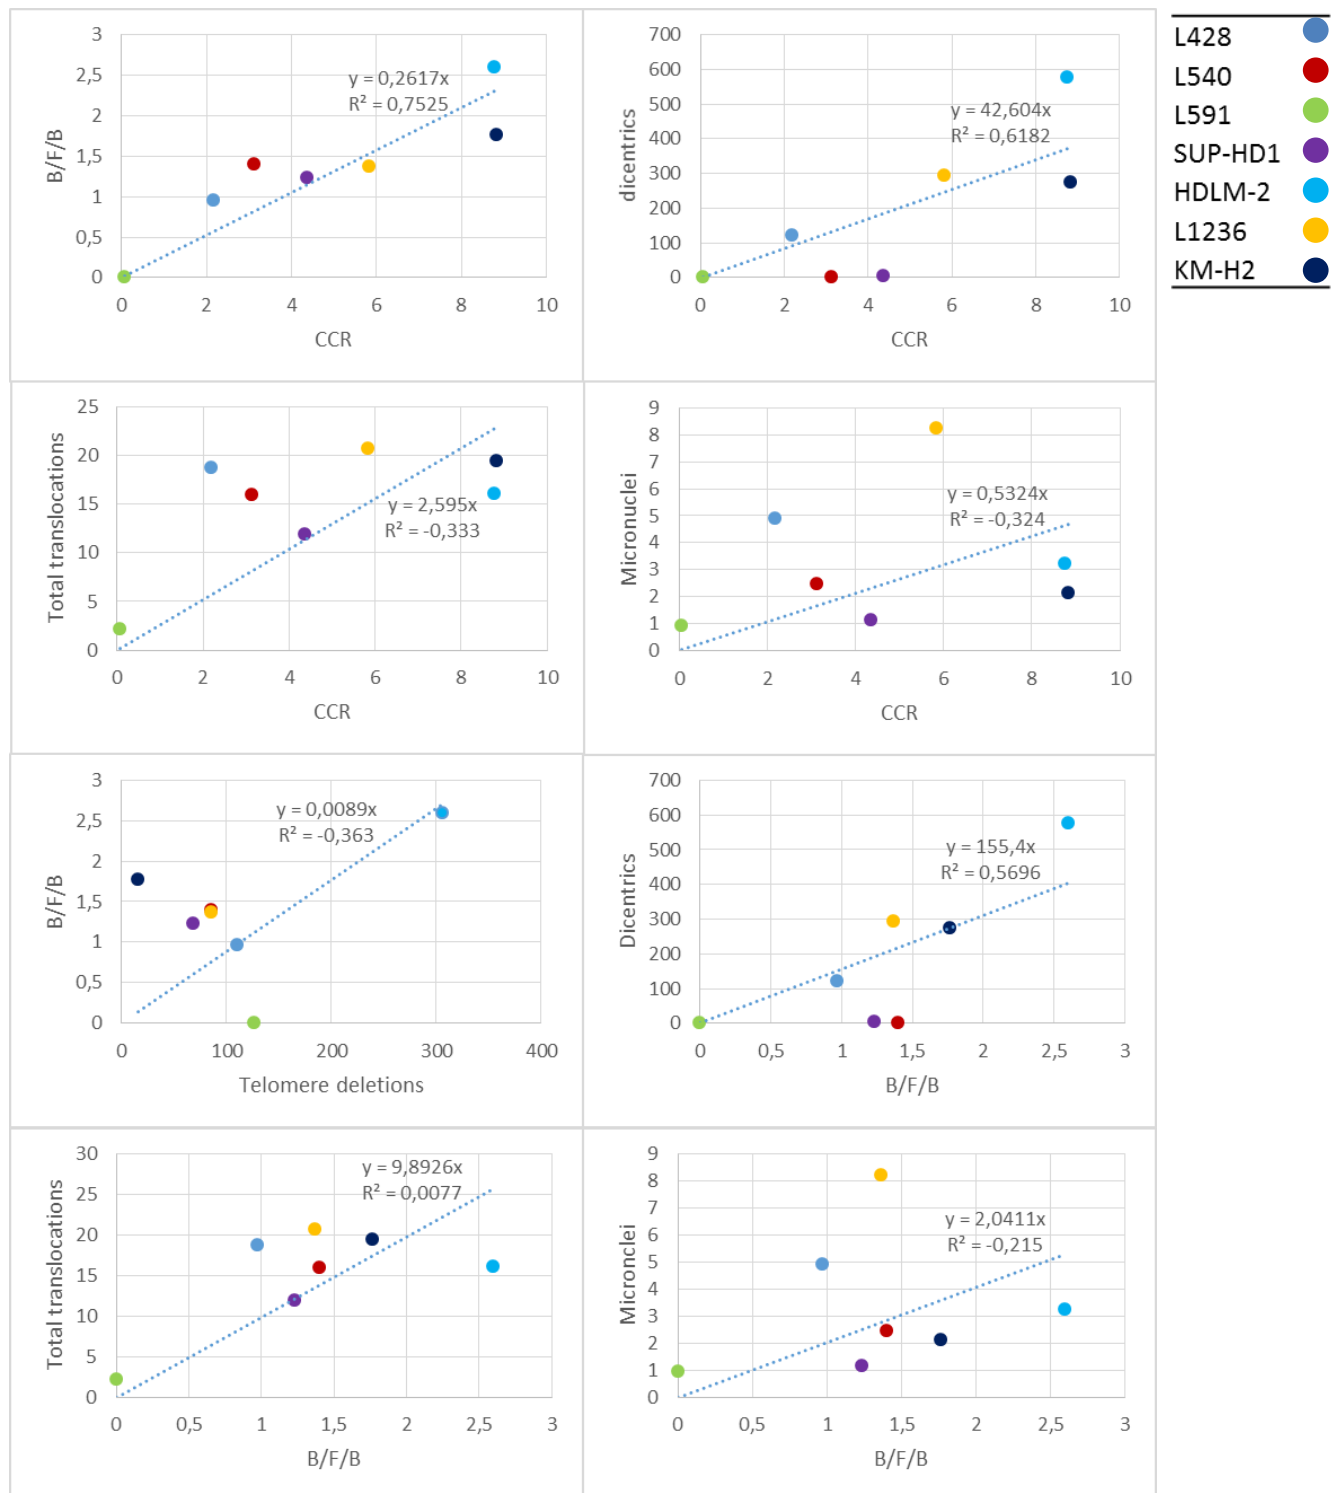 3
2,5
2
1,5
1
0,5
0
B/F/B
y = 0,2617x
R² = 0,7525
0 2 4 6 8 10
CCR
700
600
500
400
300
200
100
0
dicentrics
y = 42,604x
R² = 0,6182
0 2 4 6 8 10
CCR
L428
L540
L591
SUP-HD1
HDLM-2
L1236
KM-H2
25
20
15
10
5
0
Total translocations
y = 2,595x
R² = -0,333
0 2 4 6 8 10
CCR
9
8
7
6
5
4
3
2
1
0
Micronuclei
y = 0,5324x
R² = -0,324
0 2 4 6 8 10
CCR
3
2,5
2
1,5
1
0,5
0
B/F/B
y = 0,0089x
R² = -0,363
0 100 200 300 400
Telomere deletions
700
600
500
400
300
200
100
0
Dicentrics
y = 155,4x
R² = 0,5696
0 0,5 1 1,5 2 2,5 3
B/F/B
30
25
20
15
10
5
0
Total translocations
y = 9,8926x
R² = 0,0077
0 0,5 1 1,5 2 2,5 3
B/F/B
9
8
7
6
5
4
3
2
1
0
Micronclei
y = 2,0411x
R² = -0,215
0 0,5 1 1,5 2 2,5 3
B/F/B